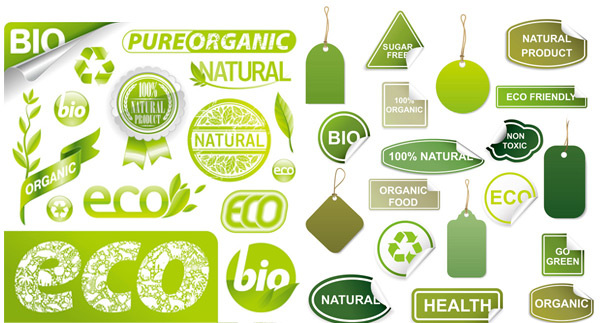 BIO
PUREORGANIC
NATURAL
bio
100%
NATURAL
PRODUCT
NATURAL
ORGANIC
eco
eco
ECO
eco
bio
SUGAR
FREE
NATURAL
PRODUCT
100%
ORGANIC
ECO FRIENDLY
BIO
NON
TOXIC
100% NATURAL
ORGANIC
FOOD
ECO
GO
GREEN
NATURAL
HEALTH
ORGANIC